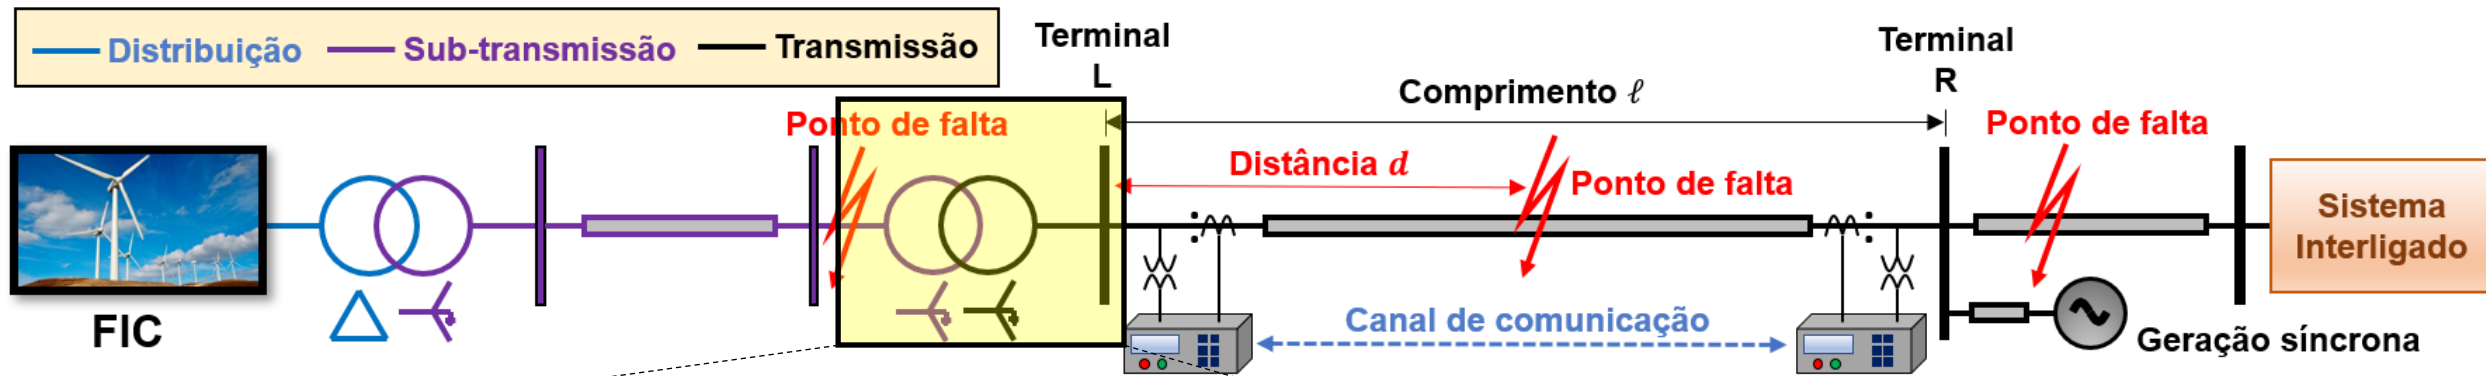 Distribuição
Sub-transmissão
Transmissão
Terminal
L
Terminal
R
Comprimento ℓ
Ponto de falta
Ponto de falta
Distância d
Ponto de falta
Sistema
Interligado
Canal de comunicação
FIC
Geração síncrona